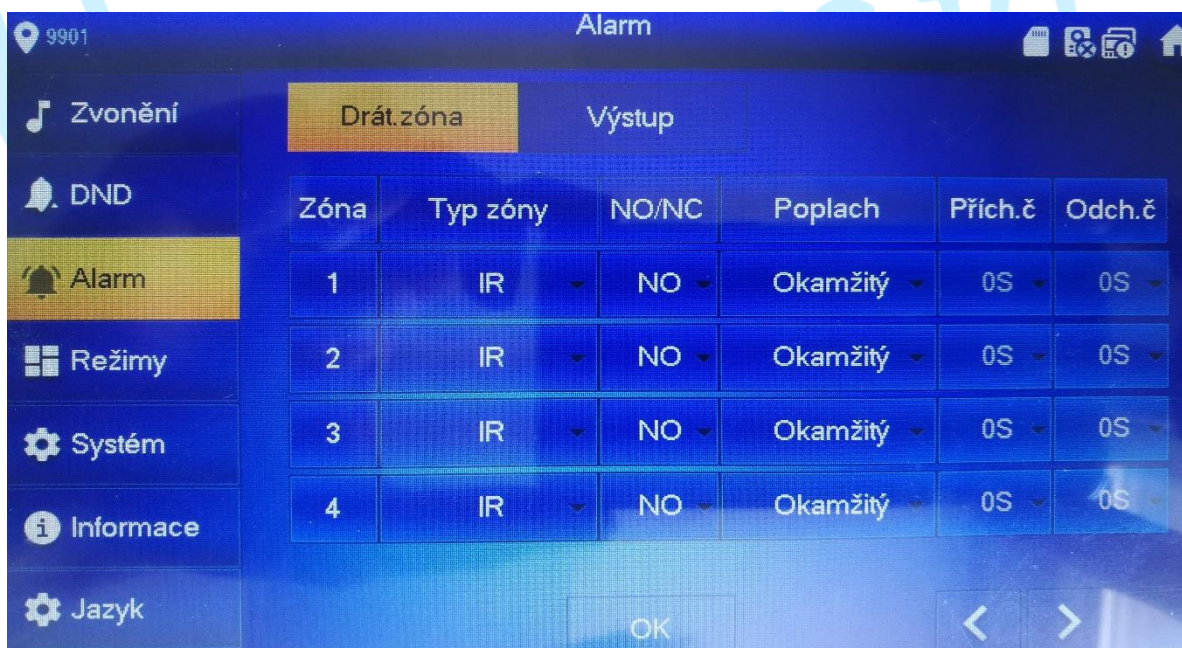 9901
Alarm
Zvonění
DND
Alarm
Režimy
Systém
Informace
Jazyk
Drát.zóna Výstup
Zóna Typ zóny NO/NC Poplach Přích.č Odch.č
1 IR NO Okamžitý 0S 0S
2 IR NO Okamžitý 0S 0S
3 IR NO Okamžitý 0S 0S
4 IR NO Okamžitý 0S 0S
OK